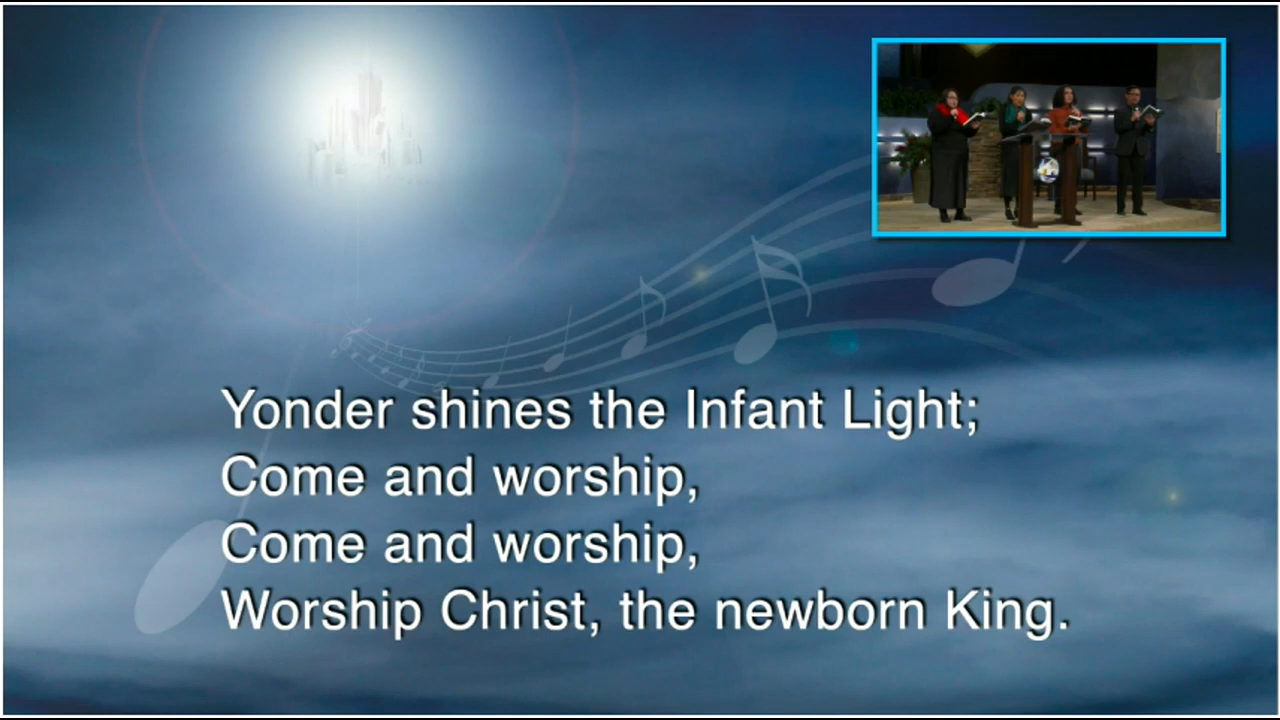 Yonder shines the Infant Light;
Come and worship,
Come and worship,
Worship Christ, the newborn King.